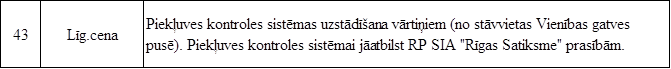 43 Līg.cena Piekļuves kontroles sistēmas uzstādīšana vārtiņiem (no stāvvietas Vienības gatves
pusē). Piekļuves kontroles sistēmai jāatbilst RP SIA "Rīgas Satiksme" prasībām.